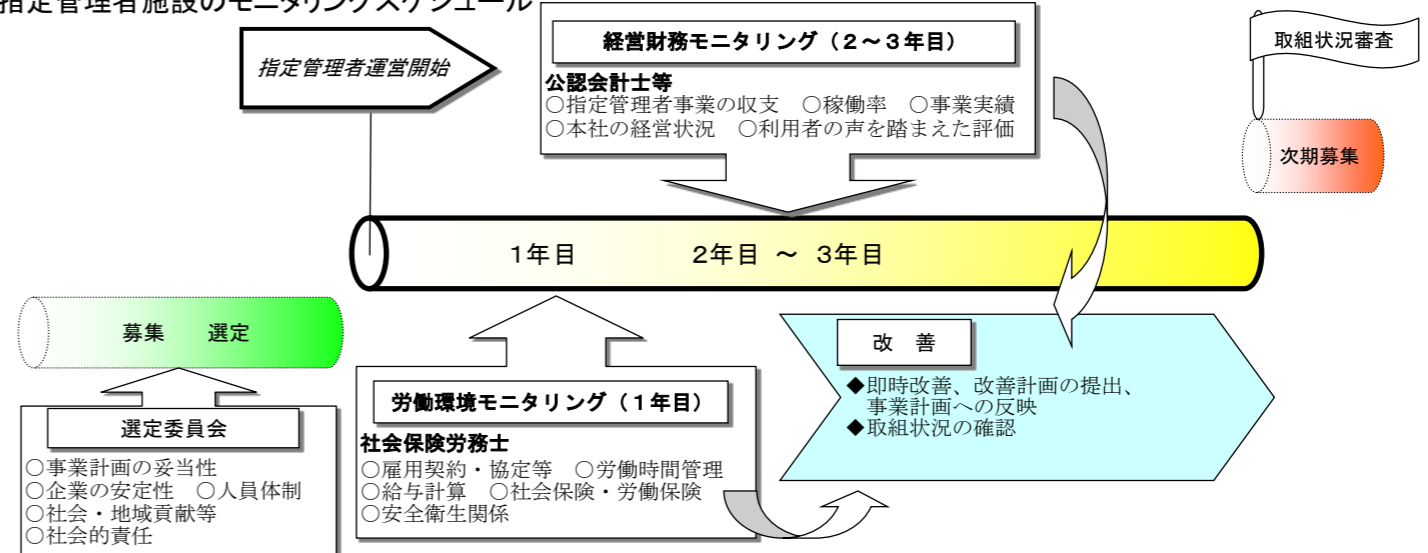 指定管理者施設のモニタリングスケジュール
指定管理者運営開始
経営財務モニタリング（２～３年目）
公認会計士等
○指定管理者事業の収支　○稼働率　○事業実績
○本社の経営状況　○利用者の声を踏まえた評価
取組状況審査
次期募集
１年目
２年目 ～ ３年目
募集　選定
選定委員会
○事業計画の妥当性
○企業の安定性　○人員体制
○社会・地域貢献等
○社会的責任
労働環境モニタリング（１年目）
社会保険労務士
○雇用契約・協定等　○労働時間管理
○給与計算　○社会保険・労働保険
○安全衛生関係
改　善
◆即時改善、改善計画の提出、
事業計画への反映
◆取組状況の確認